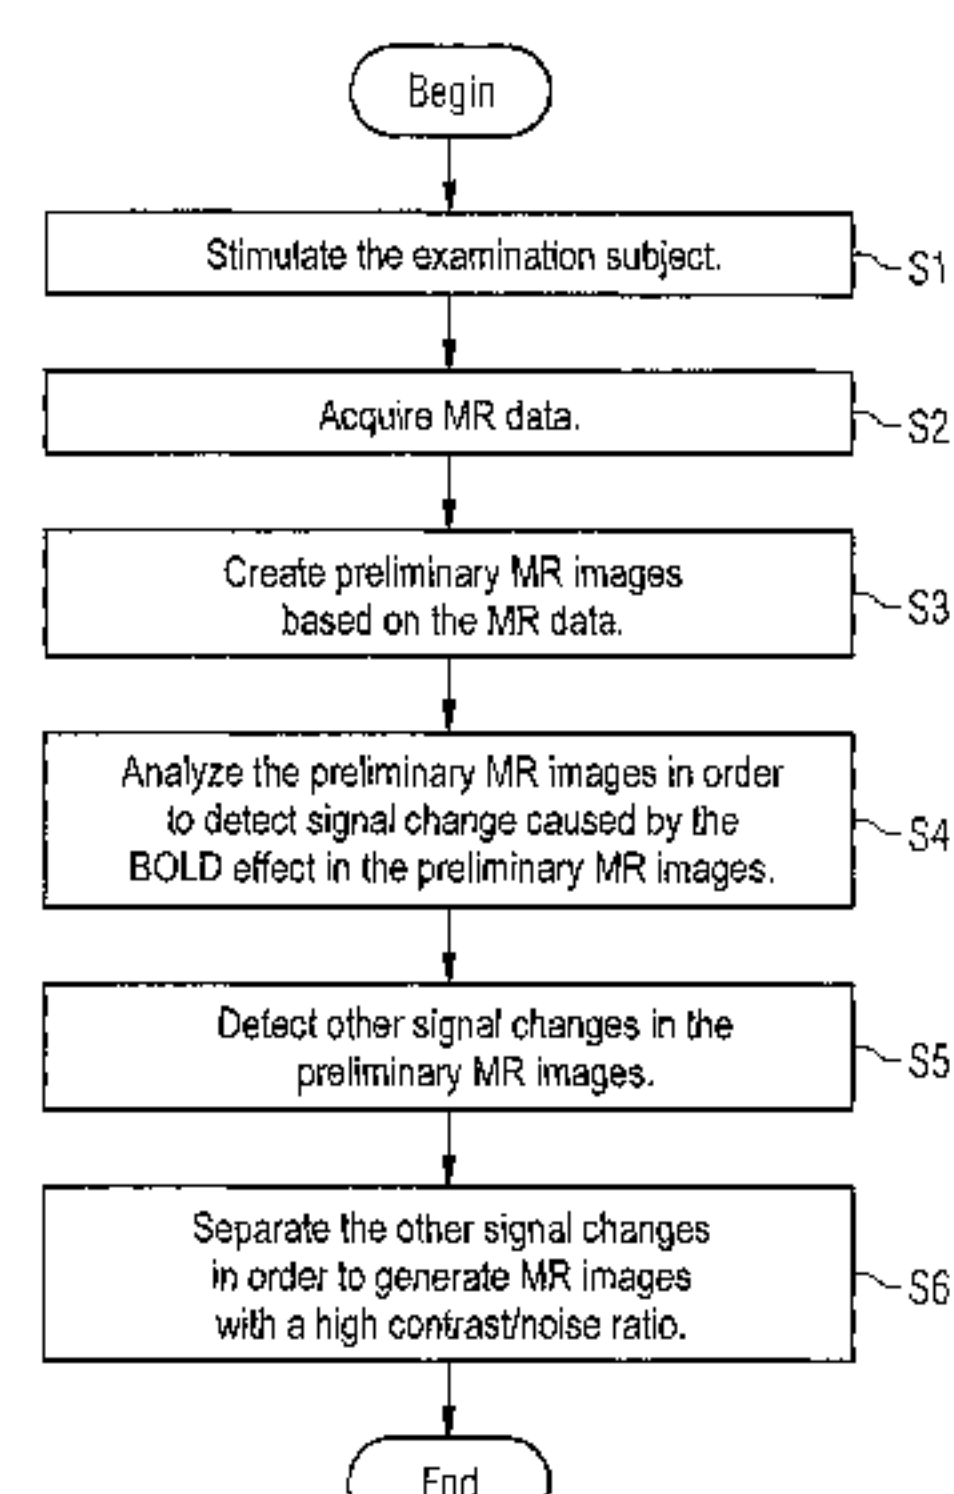 Begin
Stimulate the examination subject.
S1
Acquire MR data.
S2
Create preliminary MR images
based on the MR data.
S3
Analyze the preliminary MR images in order
to detect signal change caused by the
BOLD effect in the preliminary MR images.
S4
Detect other signal changes in the
preliminary MR images.
S5
Separate the other signal changes
in order to generate MR images
with a high contrast/noise ratio.
S6
End